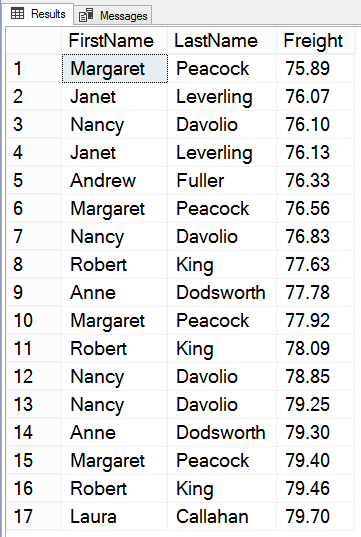 Results Messages
FirstName LastName Freight
1 Margaret Peacock 75.89
2 Janet Leverling 76.07
3 Nancy Davolio 76.10
4 Janet Leverling 76.13
5 Andrew Fuller 76.33
6 Margaret Peacock 76.56
7 Nancy Davolio 76.83
8 Robert King 77.63
9 Anne Dodsworth 77.78
10 Margaret Peacock 77.92
11 Robert King 78.09
12 Nancy Davolio 78.85
13 Nancy Davolio 79.25
14 Anne Dodsworth 79.30
15 Margaret Peacock 79.40
16 Robert King 79.46
17 Laura Callahan 79.70